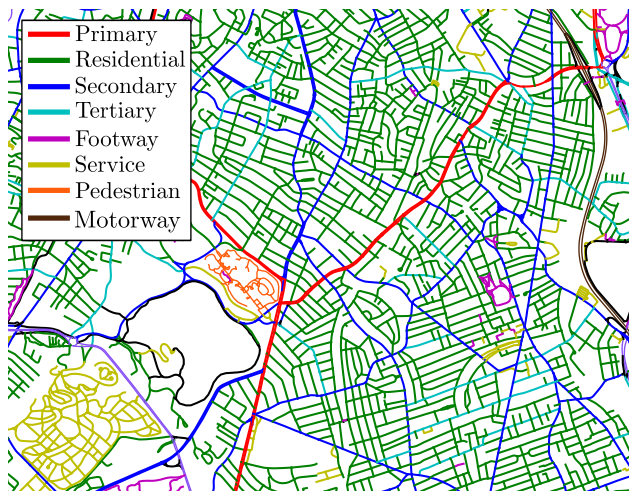 Primary
Residential
Secondary
Tertiary
Footway
Service
Pedestrian
Motorway